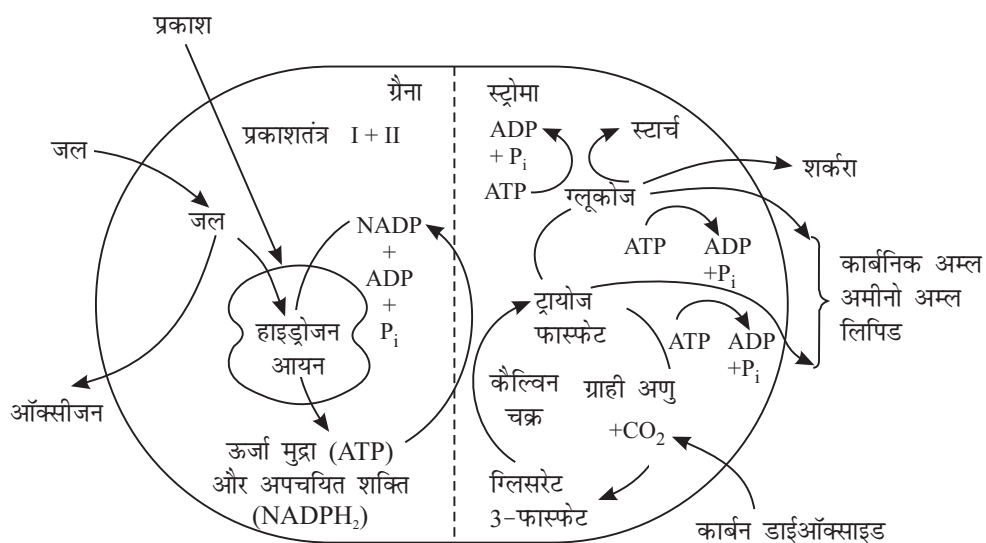 प्रकाश
ग्रैना
स्ट्रोमा
प्रकाशतंत्र I + II
जल
जल
ADP
+ Pi
ATP
स्टार्च
शर्करा
ग्लूकोज
NADP
+
ADP
+
Pi
ATP
ADP
+Pi
कार्बनिक अम्ल
अमीनो अम्ल
लिपिड
हाइड्रोजन
आयन
ट्रायोज
फास्फेट
ATP
ADP
+Pi
ऑक्सीजन
कैल्विन
चक्र
ग्राही अणु
+CO₂
ऊर्जा मुद्रा (ATP)
और अपचयित शक्ति
(NADPH₂)
ग्लिसरेट
3-फास्फेट
कार्बन डाईऑक्साइड